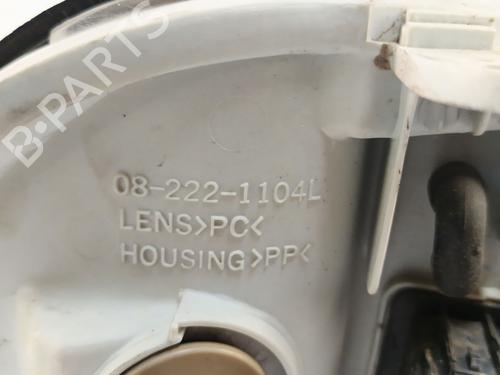 B-PARTS
08-222-1104L
LENS>PC<
HOUSING>PP<